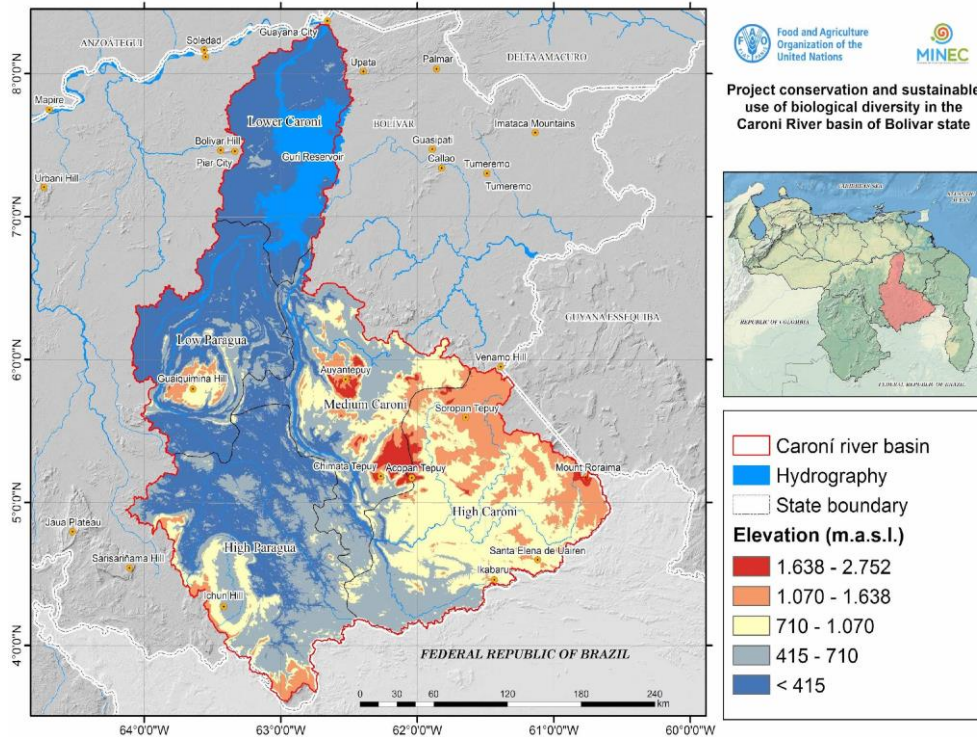 ANZOÁTEGUI
Soledad
Guayana City
Upata
Palmar
DELTA AMACURO
Mapire
Lower Caroni
BOLIVAR
Imataca Mountains
Bolivar Hill
Piar City
Guri Reservoir
Guasipati
Callao
Tumeremo
Tumeremo
Urbani Hill
GUYANA ESSEQUIBA
Low Paragua
Venamo Hill
Auyantepuy
Guaiquinima Hill
Medium Caroni
Soropan Tepuy
Chimata Tepuy
Acopan Tepuy
Mount Roraima
High Caroni
Jaua Plateau
High Paragua
Sarisariñama Hill
Santa Elena de Uairen
Ikabaru
Ichun Hill
FEDERAL REPUBLIC OF BRAZIL
0 15 30 60 120 180 240
km
8°0'0"N
7°0'0"N
6°0'0"N
5°0'0"N
4°0'0"N
64°0'0"W
63°0'0"W
62°0'0"W
61°0'0"W
60°0'0"W
FAO
Food and Agriculture
Organization of the
United Nations
MINEC
Project conservation and sustainable
use of biological diversity in the
Caroni River basin of Bolivar state
CARIBBEAN SEA
REPUBLIC OF COLOMBIA
FEDERAL REPUBLIC OF BRAZIL
Caroní river basin
Hydrography
State boundary
Elevation (m.a.s.l.)
1.638 - 2.752
1.070 - 1.638
710 - 1.070
415 - 710
< 415